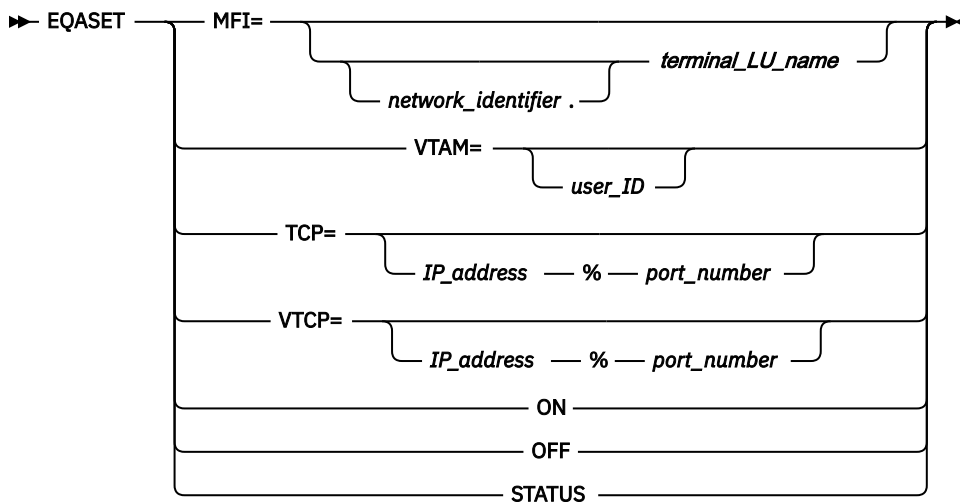 EQASET MFI=
terminal_LU_name
network_identifier .
VTAM=
user_ID
TCP=
IP_address % port_number
VTCP=
IP_address % port_number
ON
OFF
STATUS